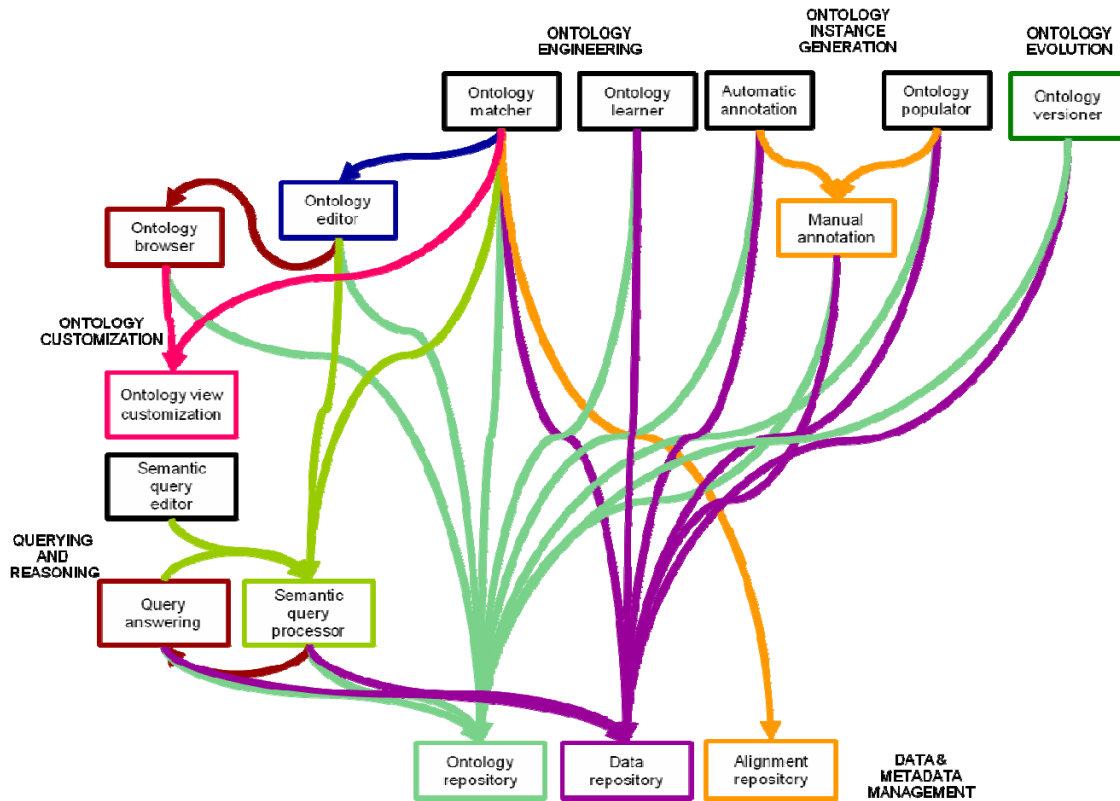 ONTOLOGY
ENGINEERING
ONTOLOGY
INSTANCE
GENERATION
ONTOLOGY
EVOLUTION
Ontology
matcher
Ontology
learner
Automatic
annotation
Ontology
populator
Ontology
versioner
Ontology
editor
Ontology
browser
Manual
annotation
ONTOLOGY
CUSTOMIZATION
Ontology view
customization
Semantic
query
editor
QUERYING
AND
REASONING
Query
answering
Semantic
query
processor
Ontology
repository
Data
repository
Alignment
repository
DATA &
METADATA
MANAGEMENT